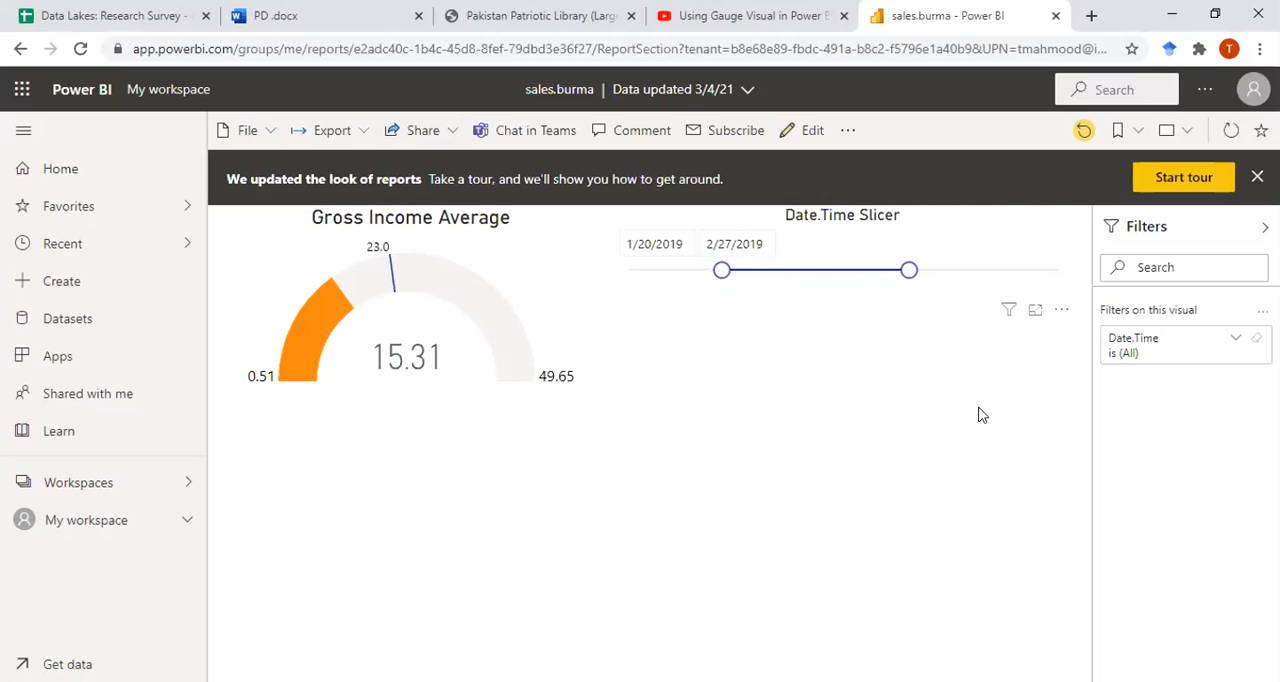 Data Lakes: Research Survey -
PD .docx
Pakistan Patriotic Library (Larg
Using Gauge Visual in Power B
sales.burma - Power BI
app.powerbi.com/groups/me/reports/e2adc40c-1b4c-45d8-8fef-79dbd3e36f27/ReportSection?tenant=b8e68e89-fbdc-491a-b8c2-f5796e1a40b9&UPN=tmahmood@i...
T
Power BI My workspace
sales.burma | Data updated 3/4/21
Search
File
Export
Share
Chat in Teams
Comment
Subscribe
Edit
We updated the look of reports Take a tour, and we'll show you how to get around.
Start tour
Home
Favorites
Recent
Create
Datasets
Apps
Shared with me
Learn
Workspaces
My workspace
Get data
Gross Income Average
23.0
15.31
0.51
49.65
Date.Time Slicer
1/20/2019
2/27/2019
Filters
Search
Filters on this visual
Date.Time
is (All)